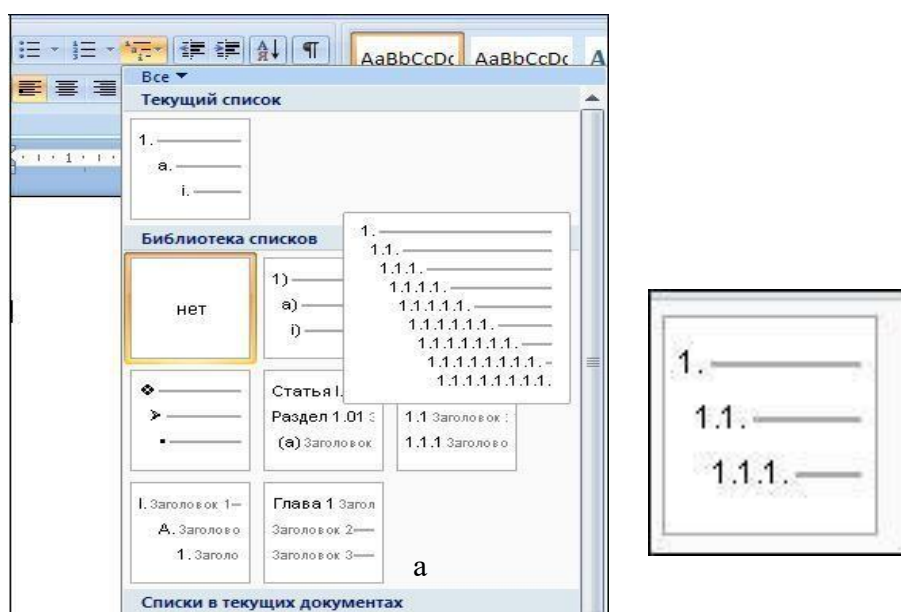 AaBbCcDc AaBbCcDc A
Все
Текущий список
1.
a.
i.
Библиотека списков
нет
1)
a)
i)
1.
1.1.
1.1.1.
1.1.1.1.
1.1.1.1.1.
1.1.1.1.1.1.
1.1.1.1.1.1.1.
1.1.1.1.1.1.1.1.
1.1.1.1.1.1.1.1.1.
Статья I.
Раздел 1.01 З
(a) Заголовок
1.1 Заголовок
1.1.1 Заголово
I. Заголовок 1
A. Заголово
1. Заголо
Глава 1 Загол
Заголовок 2
Заголовок 3
а
Списки в текущих документах
1.
1.1.
1.1.1.